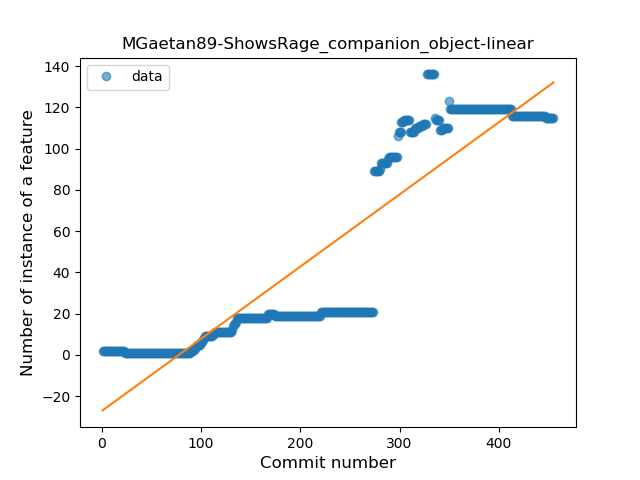 MGaetan89-ShowsRage_companion_object-linear
data
Number of instance of a feature
140
120
100
80
60
40
20
0
−20
0 100 200 300 400
Commit number